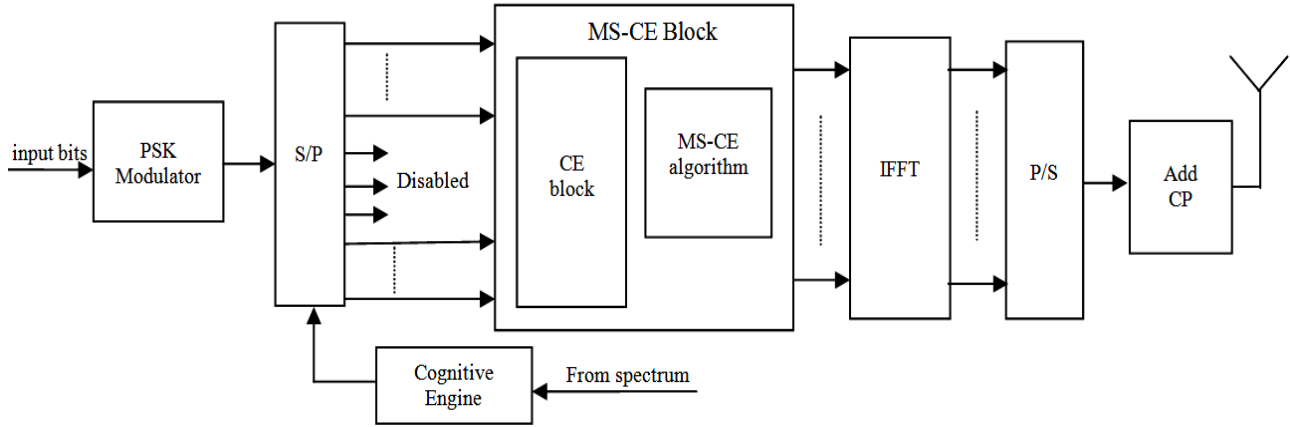 input bits
PSK
Modulator
S/P
Disabled
MS-CE Block
CE
block
MS-CE
algorithm
IFFT
P/S
Add
CP
Cognitive
Engine
From spectrum